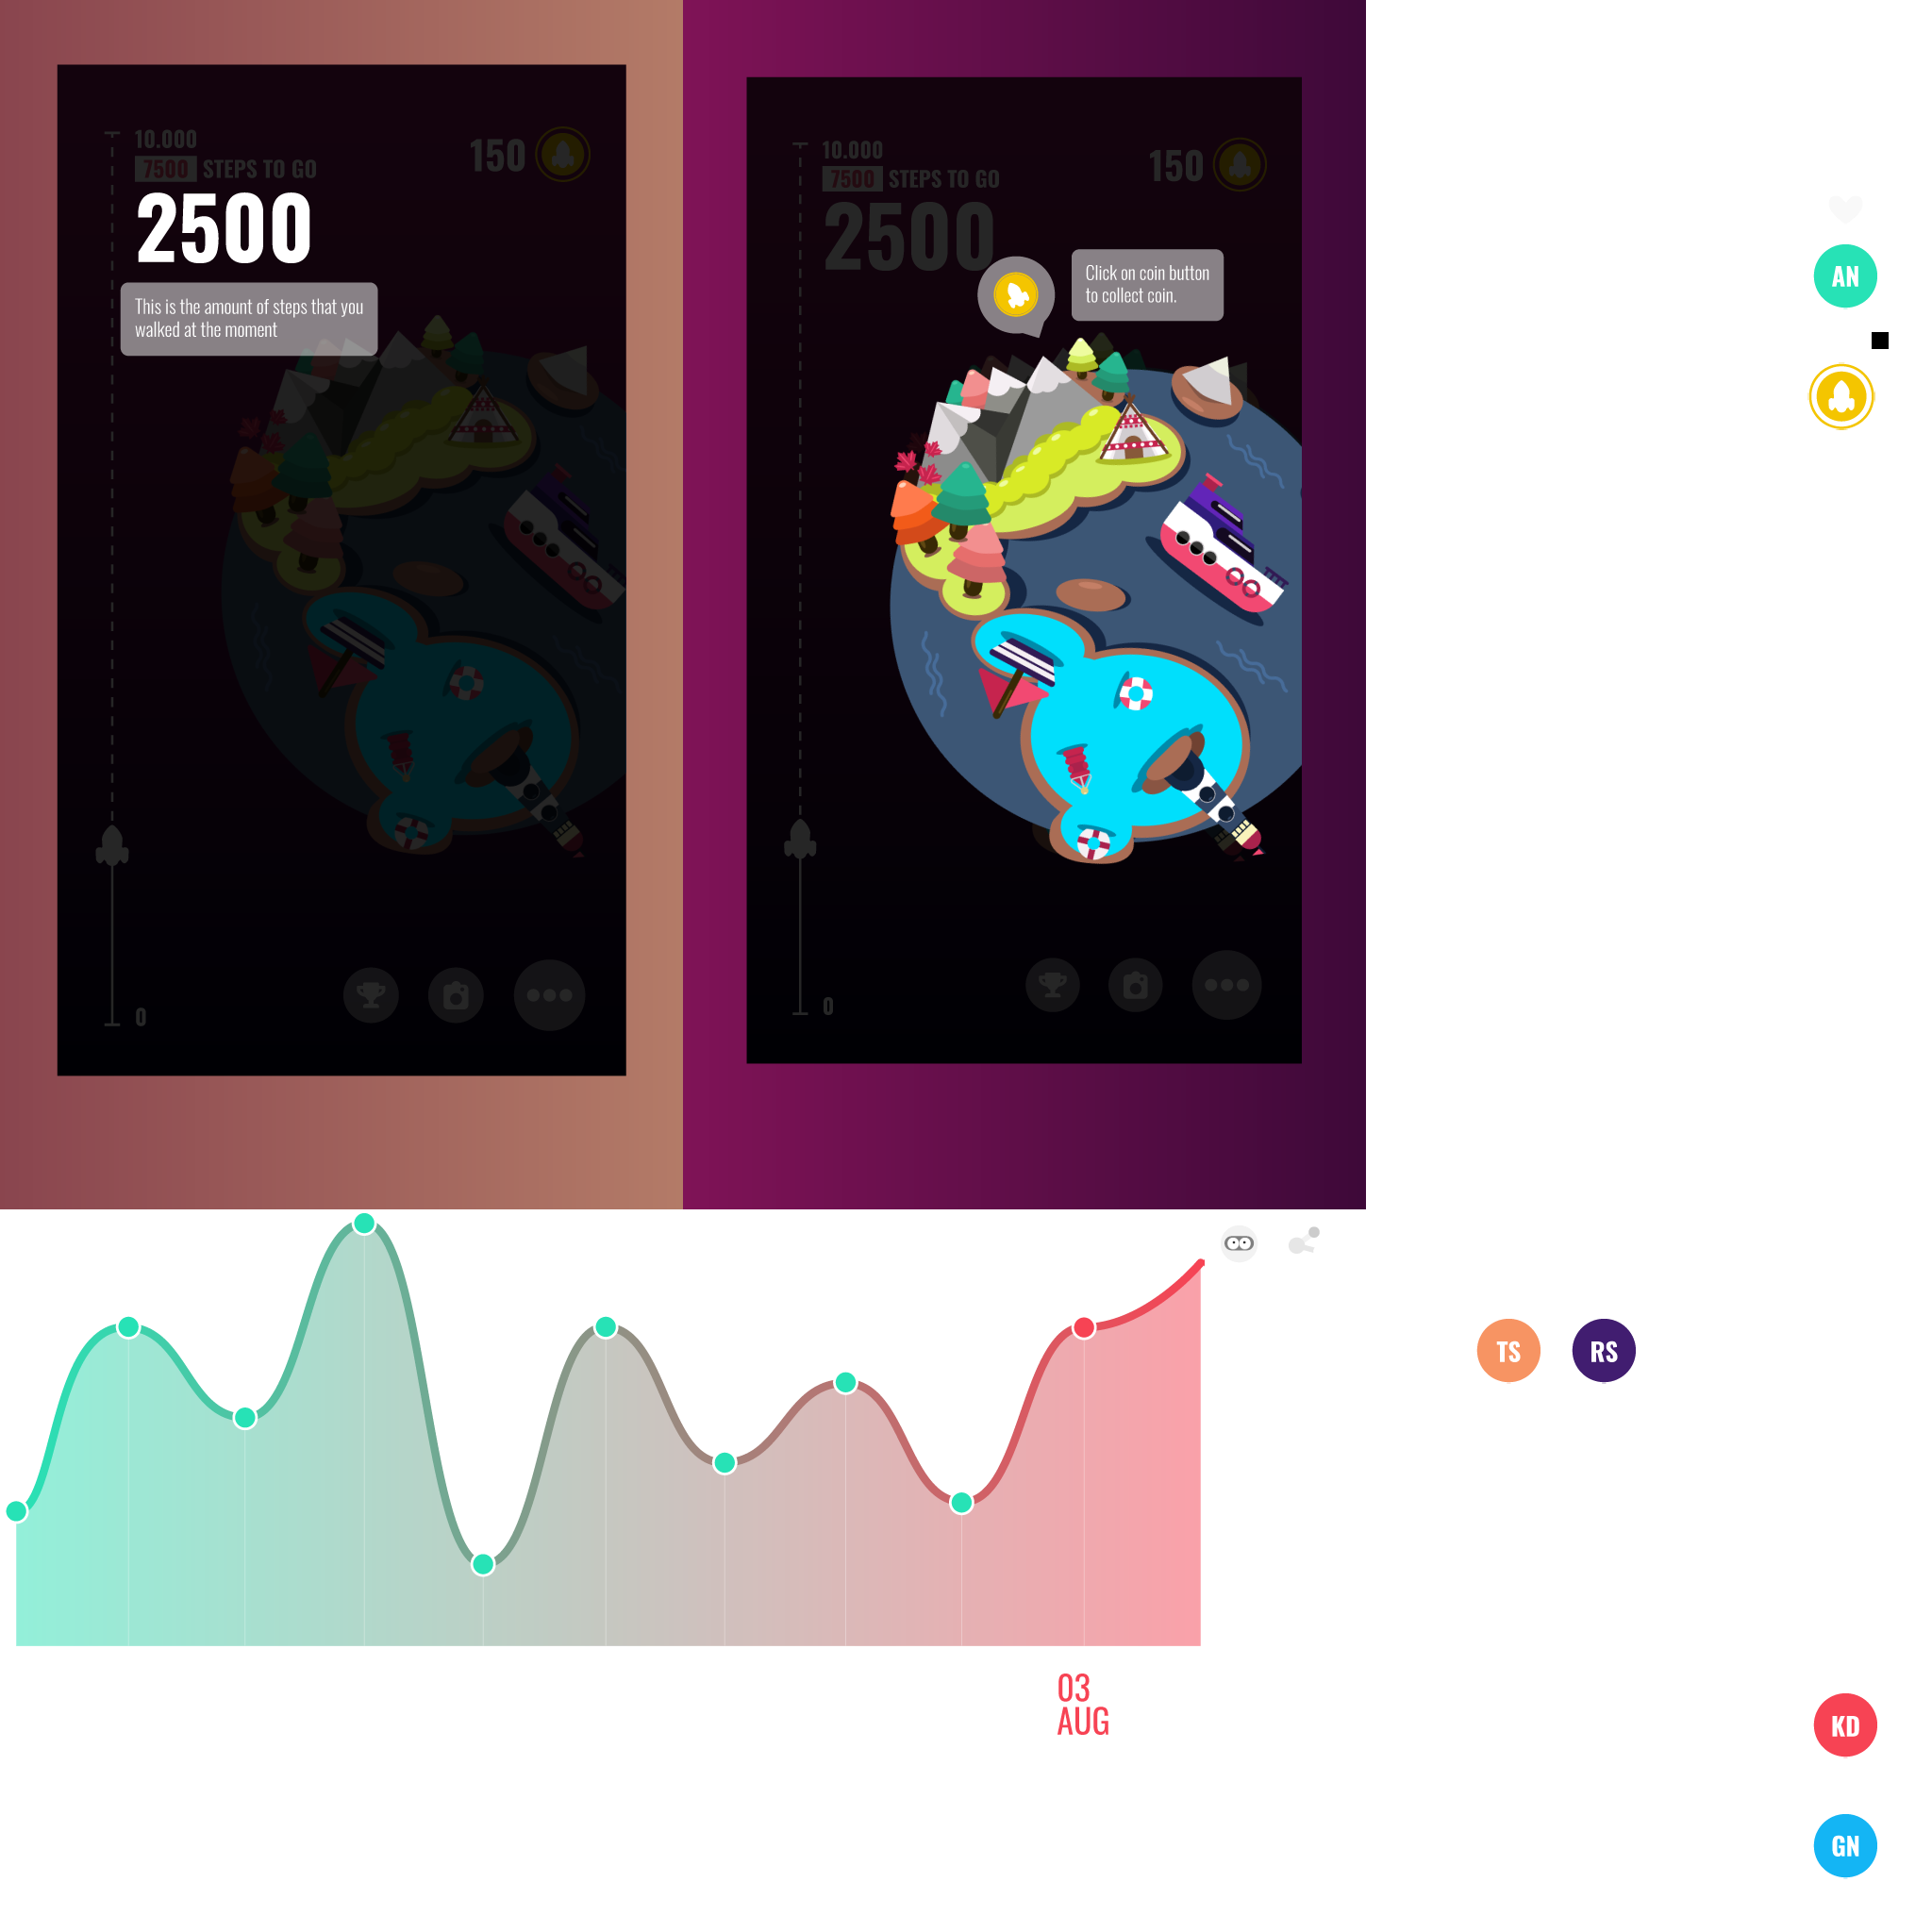 10.000
7500 STEPS TO GO
2500
150
This is the amount of steps that you
walked at the moment
0
10.000
7500 STEPS TO GO
2500
150
Click on coin button
to collect coin.
0
AN
TS
RS
03
AUG
KD
GN